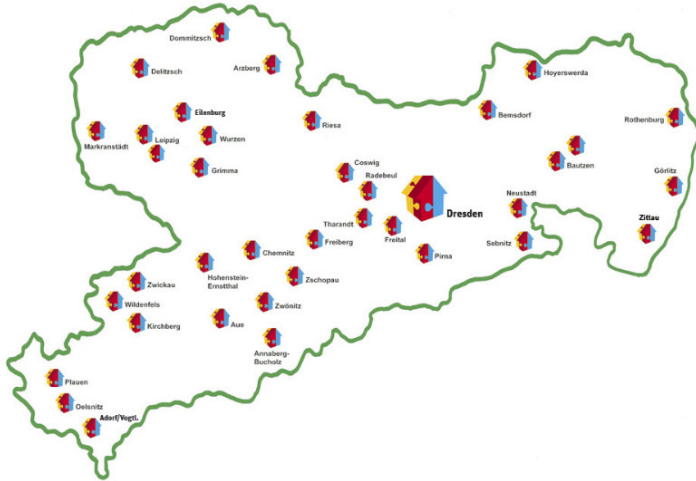 Dommitzsch
Delitzsch
Arzberg
Hoyerswerda
Eilenburg
Bernsdorf
Rothenburg
Riesa
Markranstädt
Leipzig
Wurzen
Bautzen
Grimma
Coswig
Radebeul
Görlitz
Neustadt
Dresden
Zittau
Tharandt
Freital
Freiberg
Sebnitz
Chemnitz
Pirna
Hohenstein-
Ernstthal
Zschopau
Zwickau
Wildenfels
Zwönitz
Kirchberg
Aue
Annaberg-
Bucholz
Plauen
Oelsnitz
Adorf/Vogtl.